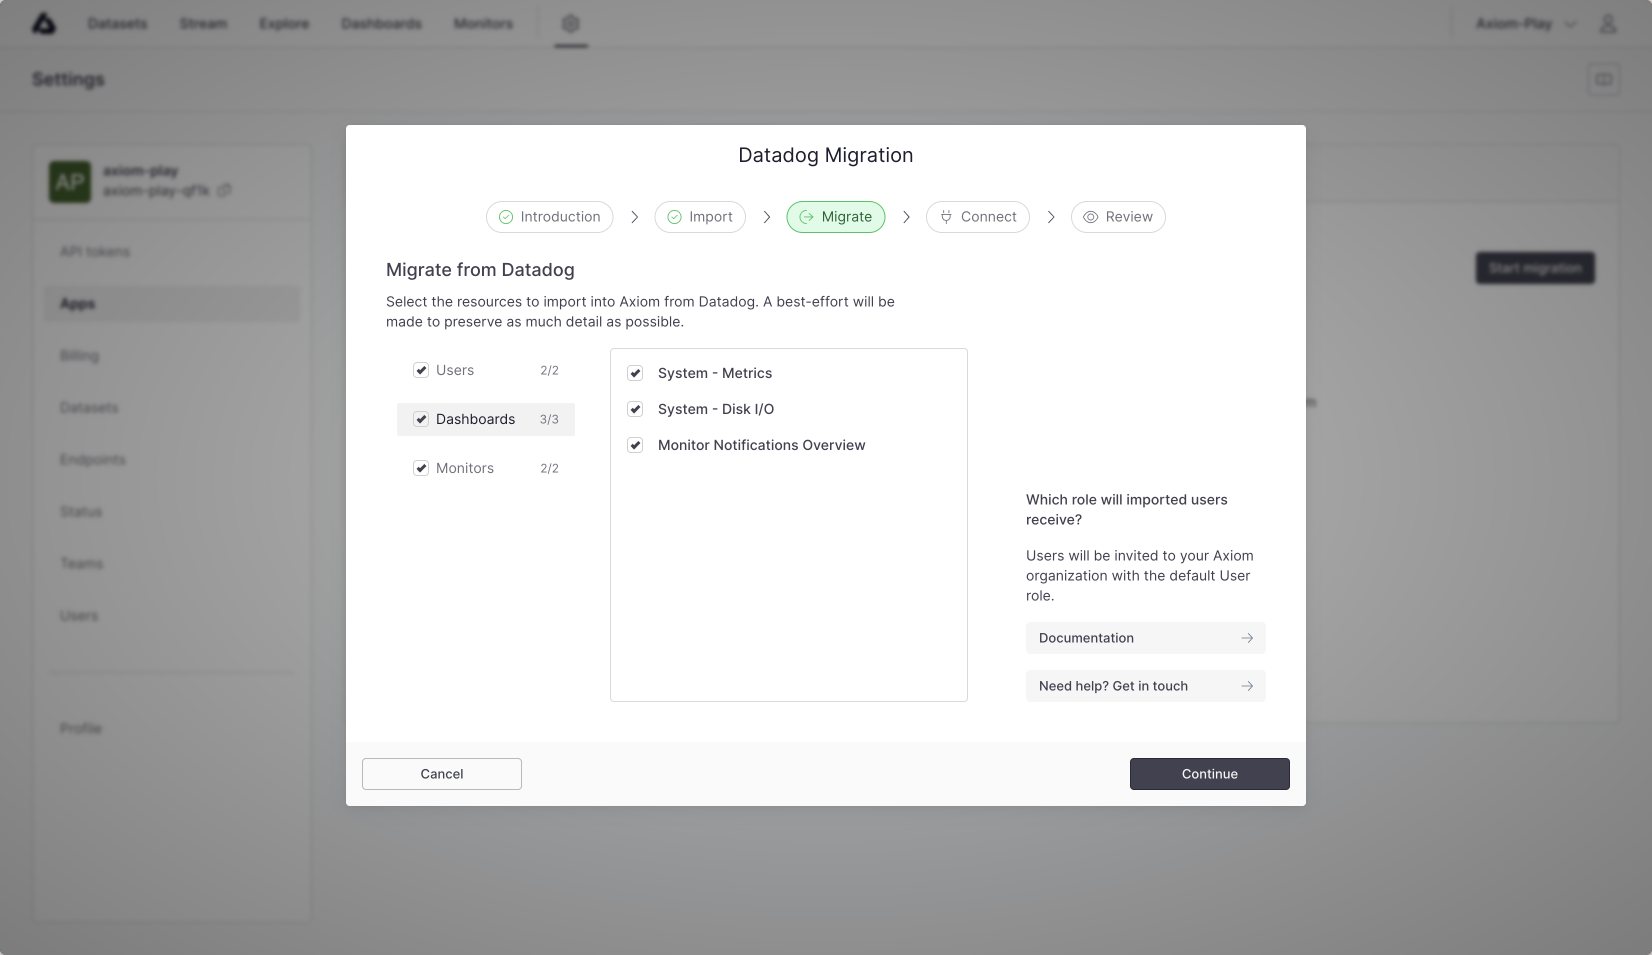 Datasets Stream Explore Dashboards Monitors Axiom-Play
Settings
AP
axiom-play
axiom-play-qf1k
API tokens
Apps
Billing
Datasets
Endpoints
Status
Teams
Users
Profile
Start migration
Datadog Migration
Introduction Import Migrate Connect Review
Migrate from Datadog
Select the resources to import into Axiom from Datadog. A best-effort will be
made to preserve as much detail as possible.
Users 2/2
Dashboards 3/3
Monitors 2/2
System - Metrics
System - Disk I/O
Monitor Notifications Overview
Which role will imported users
receive?
Users will be invited to your Axiom
organization with the default User
role.
Documentation
Need help? Get in touch
Cancel
Continue